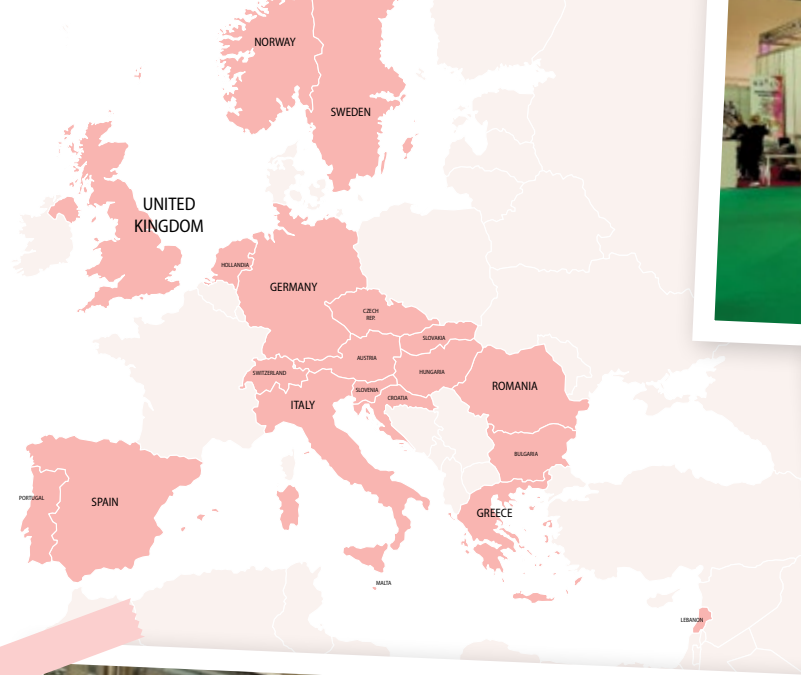 NORWAY
SWEDEN
UNITED
KINGDOM
HOLLANDIA
GERMANY
CZECH
REP.
SLOVAKIA
AUSTRIA
SWITZERLAND
HUNGARIA
ROMANIA
SLOVENIA
CROATIA
ITALY
BULGARIA
PORTUGAL
SPAIN
GREECE
MALTA
LEBANON